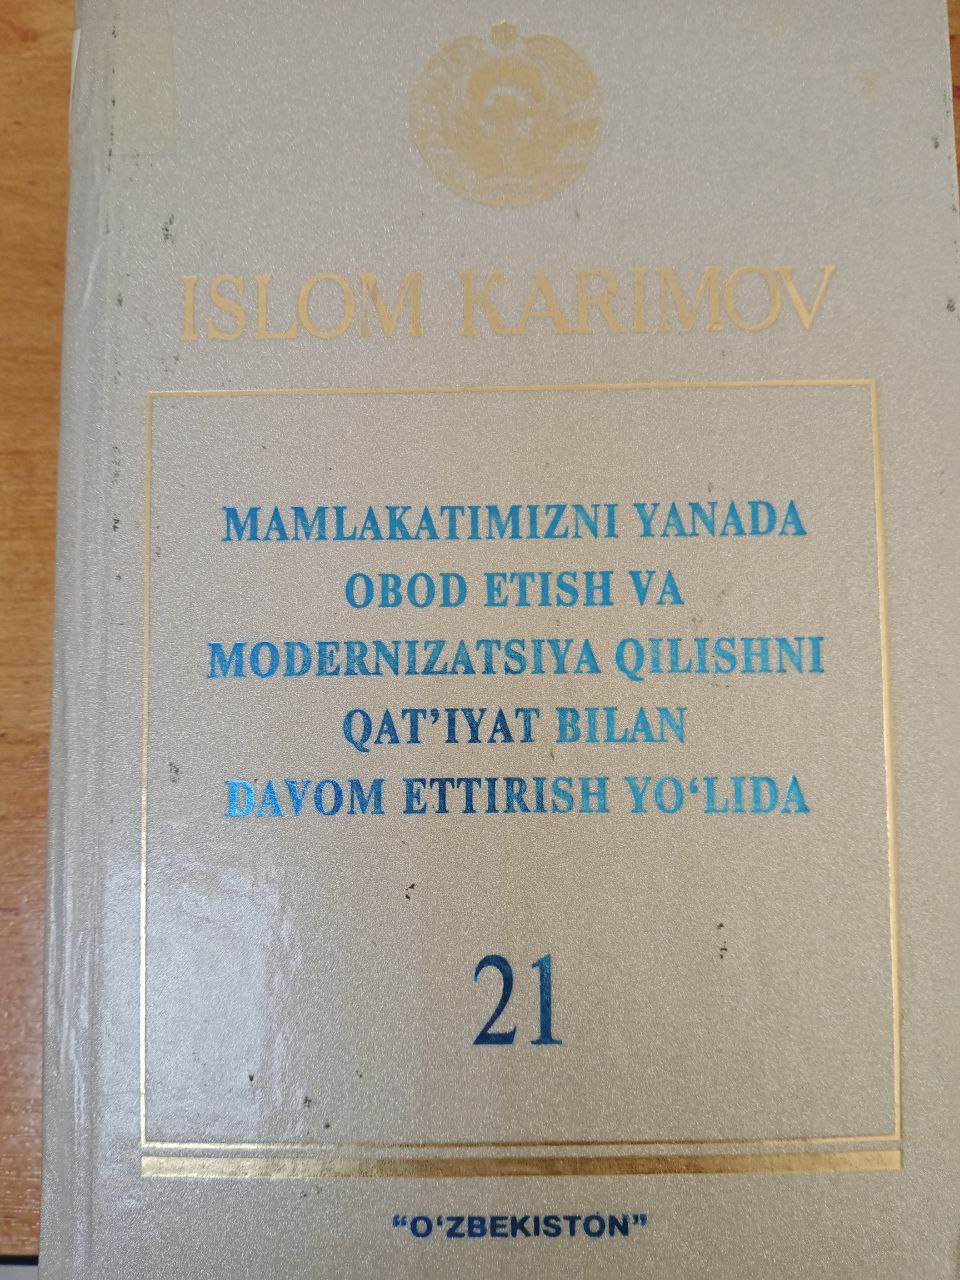 ISLOM KARIMOV
MAMLAKATIMIZNI YANADA
OBOD ETISH VA
MODERNIZATSIYA QILISHNI
QAT’IYAT BILAN
DAVOM ETTIRISH YO‘LIDA
21
“O‘ZBEKISTON”